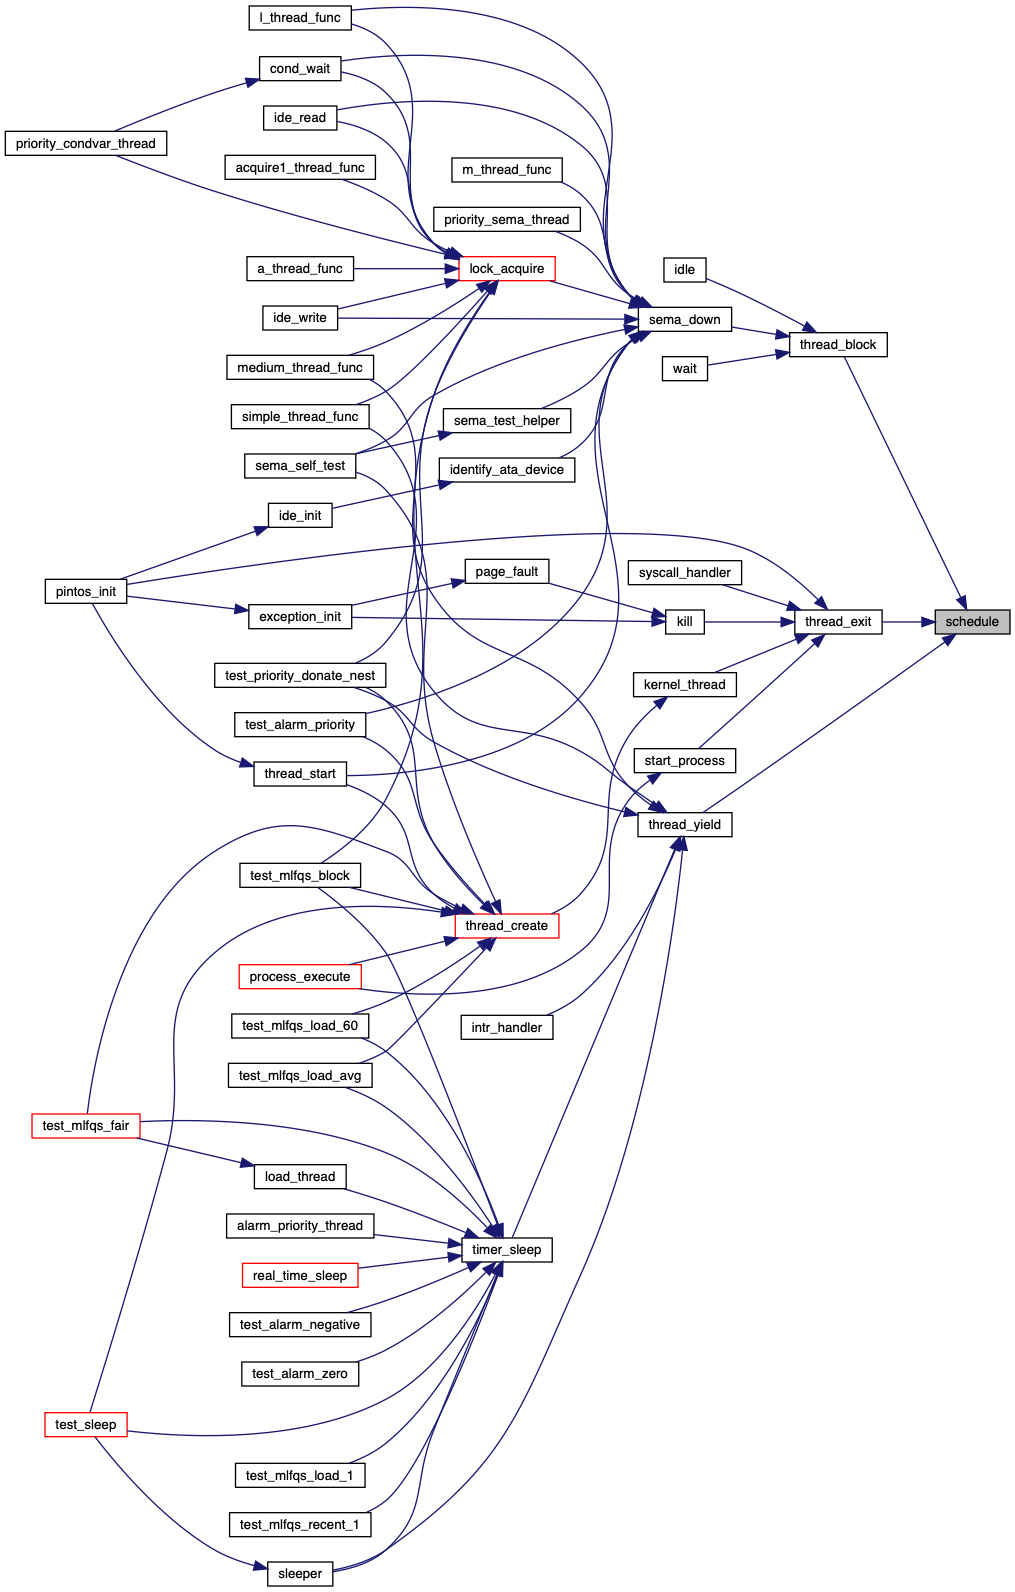 l_thread_func
cond_wait
ide_read
priority_condvar_thread
acquire1_thread_func
m_thread_func
priority_sema_thread
a_thread_func
lock_acquire
idle
ide_write
sema_down
thread_block
medium_thread_func
wait
simple_thread_func
sema_test_helper
sema_self_test
identify_ata_device
ide_init
page_fault
syscall_handler
pintos_init
exception_init
kill
thread_exit
schedule
test_priority_donate_nest
kernel_thread
test_alarm_priority
start_process
thread_start
thread_yield
test_mlfqs_block
thread_create
process_execute
test_mlfqs_load_60
intr_handler
test_mlfqs_load_avg
test_mlfqs_fair
load_thread
alarm_priority_thread
timer_sleep
real_time_sleep
test_alarm_negative
test_alarm_zero
test_sleep
test_mlfqs_load_1
test_mlfqs_recent_1
sleeper